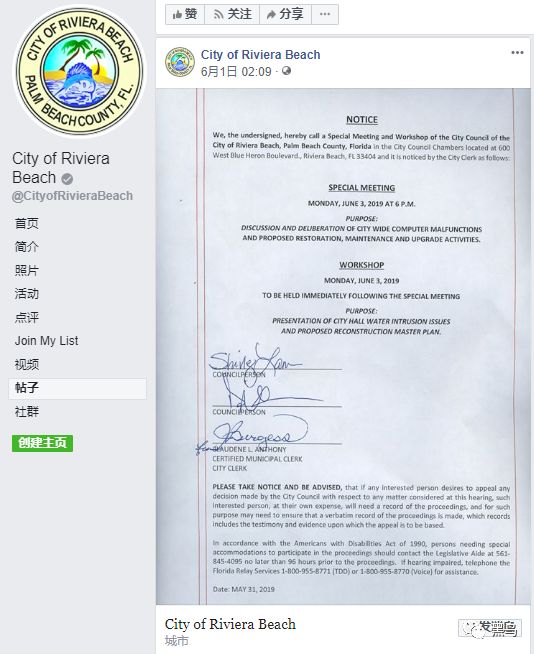 CITY OF RIVIERA BEACH
PALM BEACH COUNTY, FL.
City of Riviera
Beach
@CityofRivieraBeach
首页
简介
照片
活动
点评
Join My List
视频
帖子
社群
创建主页
赞
关注
分享
City of Riviera Beach
6月1日 02:09 ·
NOTICE
We, the undersigned, hereby call a Special Meeting and Workshop of the City Council of the
City of Riviera Beach, Palm Beach County, Florida in the City Council Chambers located at 600
West Blue Heron Boulevard., Riviera Beach, FL 33404 and it is noticed by the City Clerk as follows:
SPECIAL MEETING
MONDAY, JUNE 3, 2019 AT 6 P.M.
PURPOSE:
DISCUSSION AND DELIBERATION OF CITY WIDE COMPUTER MALFUNCTIONS
AND PROPOSED RESTORATION, MAINTENANCE AND UPGRADE ACTIVITIES.
WORKSHOP
MONDAY, JUNE 3, 2019
TO BE HELD IMMEDIATELY FOLLOWING THE SPECIAL MEETING
PURPOSE:
PRESENTATION OF CITY HALL WATER INTRUSION ISSUES
AND PROPOSED RECONSTRUCTION MASTER PLAN.
COUNCILPERSON
COUNCILPERSON
JBurgess
CLAUDENE L. ANTHONY
CERTIFIED MUNICIPAL CLERK
CITY CLERK
PLEASE TAKE NOTICE AND BE ADVISED, that if any interested person desires to appeal any
decision made by the City Council with respect to any matter considered at this hearing, such
interested person, at their own expense, will need a record of the proceedings, and for such
purpose may need to ensure that a verbatim record of the proceedings is made, which records
includes the testimony and evidence upon which the appeal is to be based.
In accordance with the Americans with Disabilities Act of 1990, persons needing special
accommodations to participate in the proceedings should contact the Legislative Aide at 561-
845-4095 no later than 96 hours prior to the proceedings. If hearing impaired, telephone the
Florida Relay Services 1-800-955-8771 (TDD) or 1-800-955-8770 (Voice) for assistance.
Date: MAY 31, 2019
City of Riviera Beach
城市
黑鸟